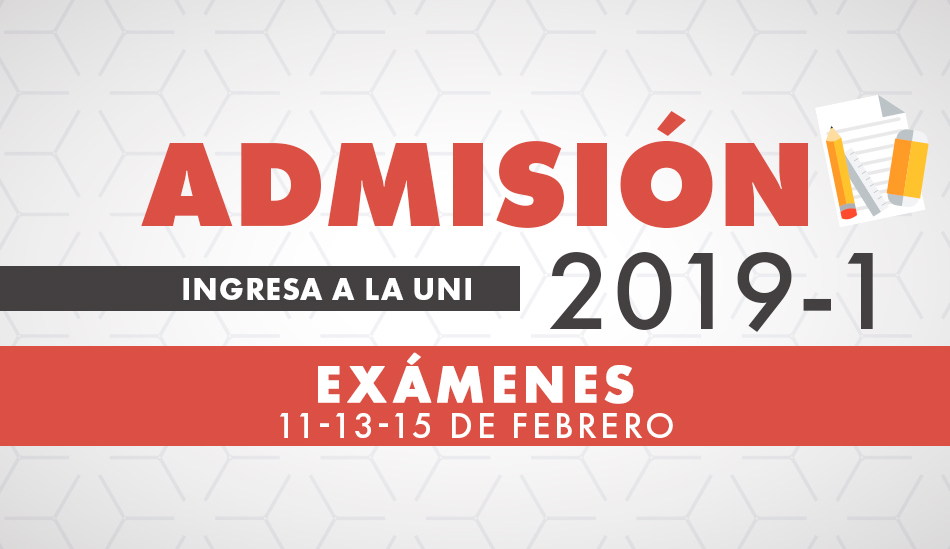 ADMISIÓN
INGRESA A LA UNI
2019-1
EXÁMENES
11-13-15 DE FEBRERO